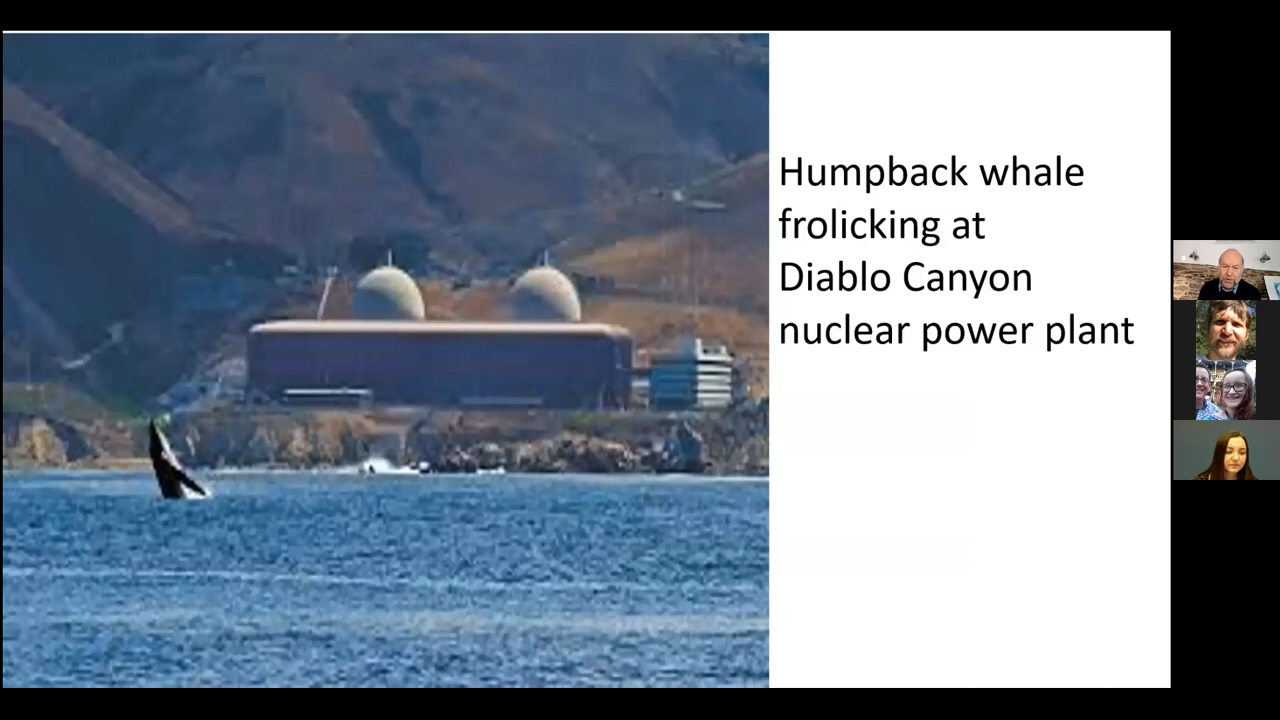 Humpback whale
frolicking at
Diablo Canyon
nuclear power plant